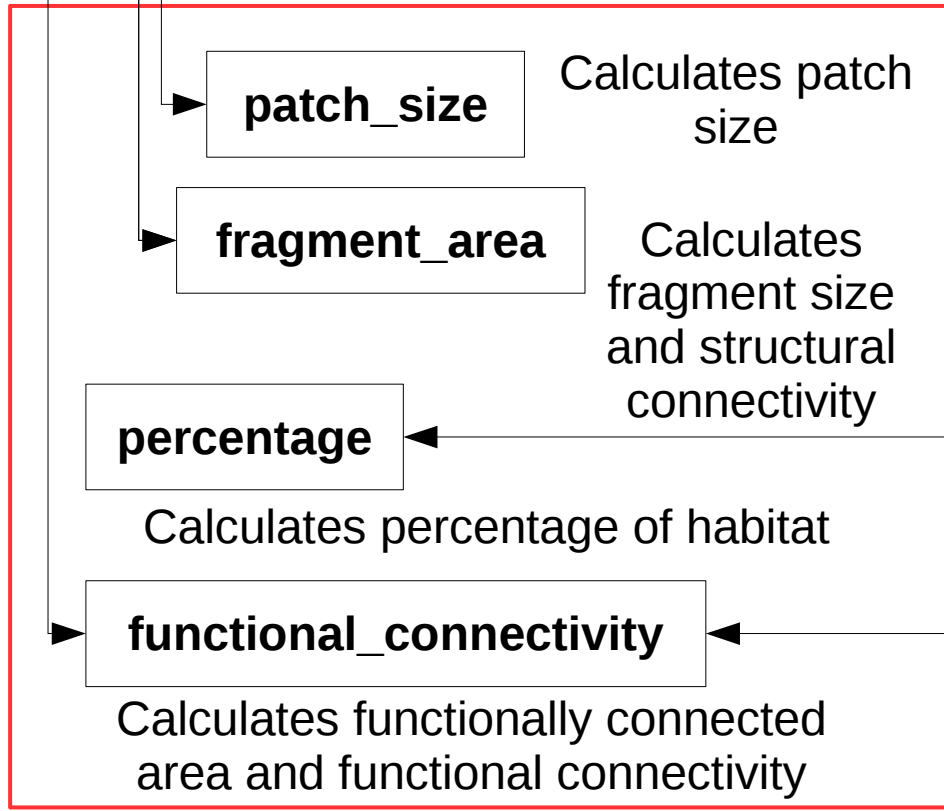 patch_size
Calculates patch
size
fragment_area
Calculates
fragment size
and structural
connectivity
percentage
Calculates percentage of habitat
functional_connectivity
Calculates functionally connected
area and functional connectivity